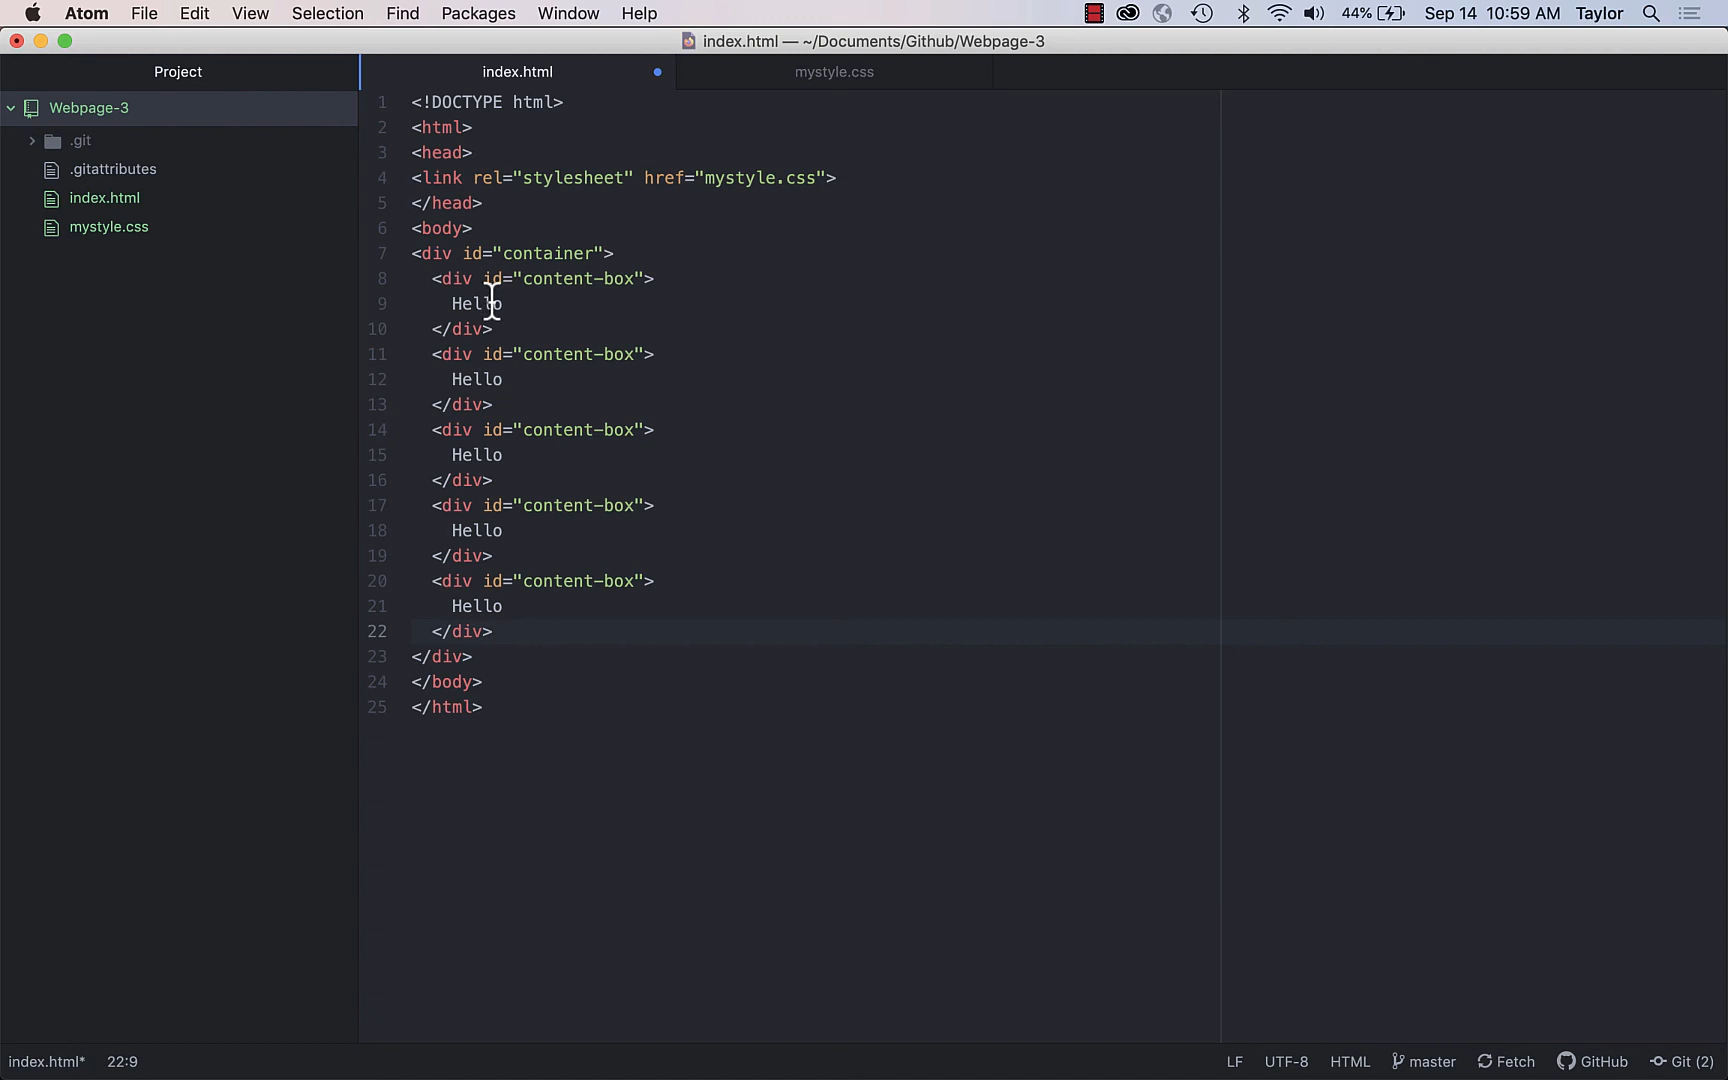 Atom File Edit View Selection Find Packages Window Help 44% Sep 14 10:59 AM Taylor
index.html — ~/Documents/Github/Webpage-3
Project index.html mystyle.css
Webpage-3
.git
.gitattributes
index.html
mystyle.css
1 <!DOCTYPE html>
2 <html>
3 <head>
4 <link rel="stylesheet" href="mystyle.css">
5 </head>
6 <body>
7 <div id="container">
8 <div id="content-box">
9 Hello
10 </div>
11 <div id="content-box">
12 Hello
13 </div>
14 <div id="content-box">
15 Hello
16 </div>
17 <div id="content-box">
18 Hello
19 </div>
20 <div id="content-box">
21 Hello
22 </div>
23 </div>
24 </body>
25 </html>
index.html* 22:9 LF UTF-8 HTML master Fetch GitHub Git (2)